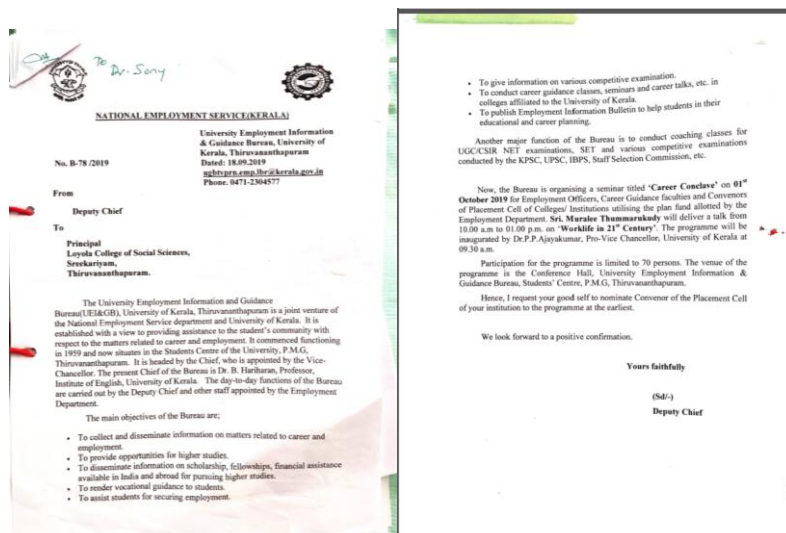 To
Dr. Sony
NATIONAL EMPLOYMENT SERVICE(KERALA)
University Employment Information
& Guidance Bureau, University of
Kerala, Thiruvananthapuram
No. B-78 /2019
Dated: 18.09.2019
ugbtvprn.emp.lbr@kerala.gov.in
Phone. 0471-2304577
From
Deputy Chief
To
Principal
Loyola College of Social Sciences,
Sreekariyam,
Thiruvananthapuram.
The University Employment Information and Guidance
Bureau(UEI&GB), University of Kerala, Thiruvananthapuram is a joint venture of
the National Employment Service department and University of Kerala. It is
established with a view to providing assistance to the student's community with
respect to the matters related to career and employment. It commenced functioning
in 1959 and now situates in the Students Centre of the University, P.M.G,
Thiruvananthapuram. It is headed by the Chief, who is appointed by the Vice-
Chancellor. The present Chief of the Bureau is Dr. B. Hariharan, Professor,
Institute of English, University of Kerala. The day-to-day functions of the Bureau
are carried out by the Deputy Chief and other staff appointed by the Employment
Department.
The main objectives of the Bureau are;
• To collect and disseminate information on matters related to career and
employment.
• To provide opportunities for higher studies.
• To disseminate information on scholarship, fellowships, financial assistance
available in India and abroad for pursuing higher studies.
• To render vocational guidance to students.
• To assist students for securing employment.
• To give information on various competitive examination.
• To conduct career guidance classes, seminars and career talks, etc. in
colleges affiliated to the University of Kerala.
• To publish Employment Information Bulletin to help students in their
educational and career planning.
Another major function of the Bureau is to conduct coaching classes for
UGC/CSIR NET examinations, SET and various competitive examinations
conducted by the KPSC, UPSC, IBPS, Staff Selection Commission, etc.
Now, the Bureau is organising a seminar titled 'Career Conclave' on 01st
October 2019 for Employment Officers, Career Guidance faculties and Convenors
of Placement Cell of Colleges/ Institutions utilising the plan fund allotted by the
Employment Department. Sri. Muralee Thummarukudy will deliver a talk from
10.00 a.m to 01.00 p.m. on 'Worklife in 21st Century'. The programme will be
inaugurated by Dr.P.P.Ajayakumar, Pro-Vice Chancellor, University of Kerala at
09.30 a.m.
Participation for the programme is limited to 70 persons. The venue of the
programme is the Conference Hall, University Employment Information &
Guidance Bureau, Students' Centre, P.M.G, Thiruvananthapuram.
Hence, I request your good self to nominate Convenor of the Placement Cell
of your institution to the programme at the earliest.
We look forward to a positive confirmation.
Yours faithfully
(Sd/-)
Deputy Chief